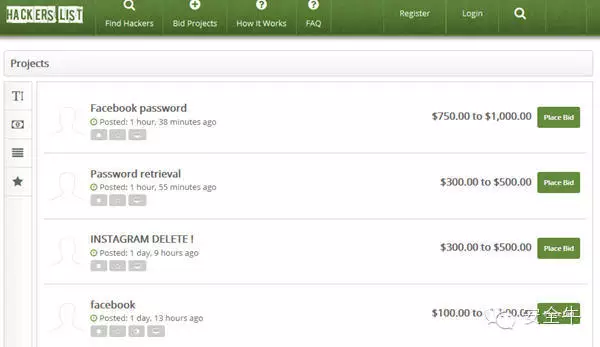 HACKERS LIST
Find Hackers
Bid Projects
How It Works
FAQ
Register
Login
Projects
Facebook password
Posted: 1 hour, 38 minutes ago
$750.00 to $1,000.00
Place Bid
Password retrieval
Posted: 1 hour, 55 minutes ago
$300.00 to $500.00
Place Bid
INSTAGRAM DELETE !
Posted: 1 day, 9 hours ago
$300.00 to $500.00
Place Bid
facebook
Posted: 1 day, 13 hours ago
$100.00 to
安全牛